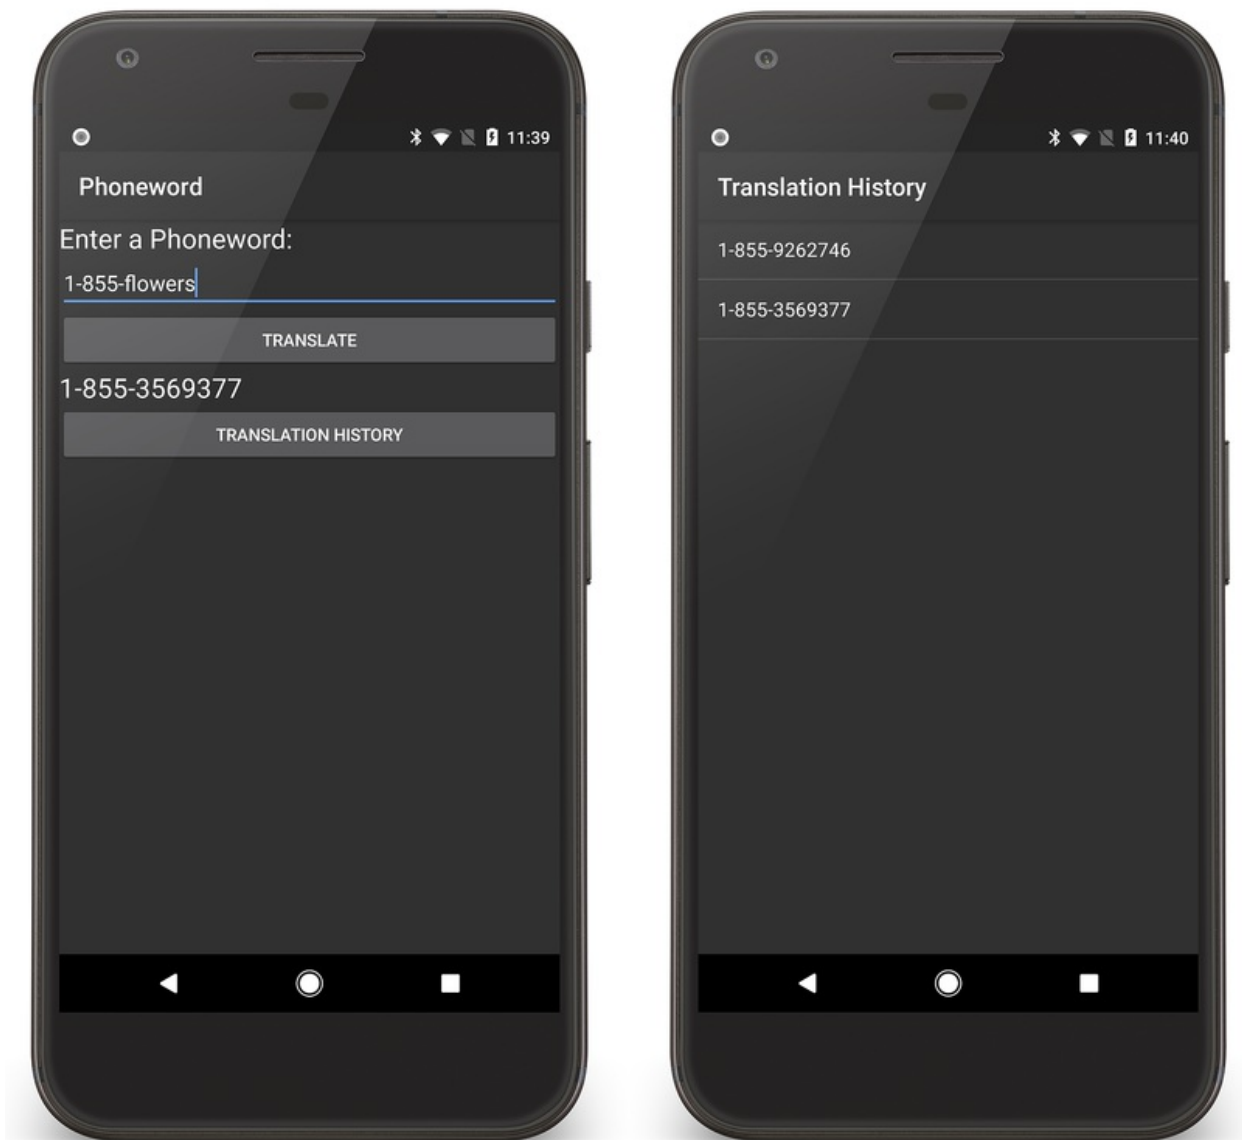 11:39
Phoneword
Enter a Phoneword:
1-855-flowers
TRANSLATE
1-855-3569377
TRANSLATION HISTORY
11:40
Translation History
1-855-9262746
1-855-3569377